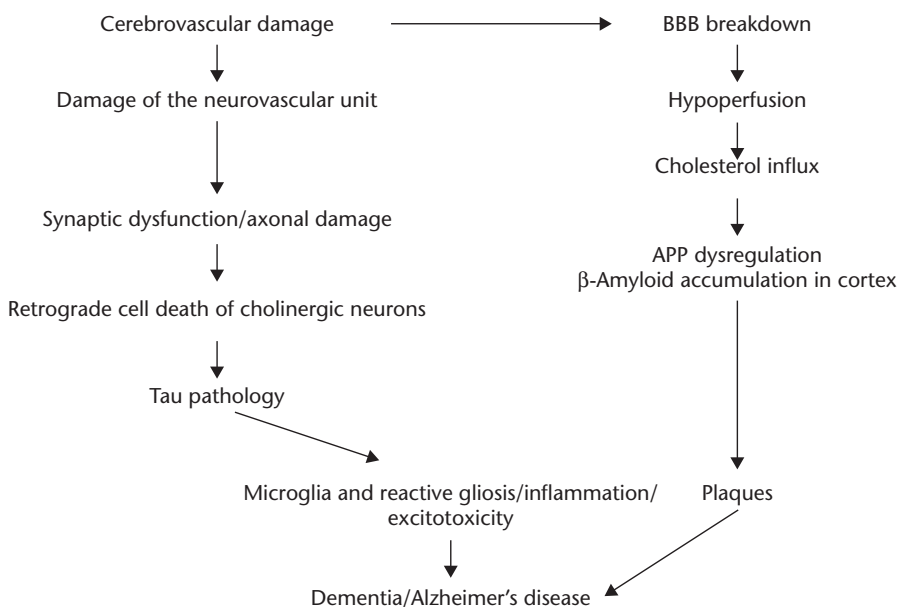 Cerebrovascular damage
BBB breakdown
Damage of the neurovascular unit
Hypoperfusion
Cholesterol influx
Synaptic dysfunction/axonal damage
APP dysregulation
β-Amyloid accumulation in cortex
Retrograde cell death of cholinergic neurons
Tau pathology
Microglia and reactive gliosis/inflammation/
excitotoxicity
Plaques
Dementia/Alzheimer’s disease